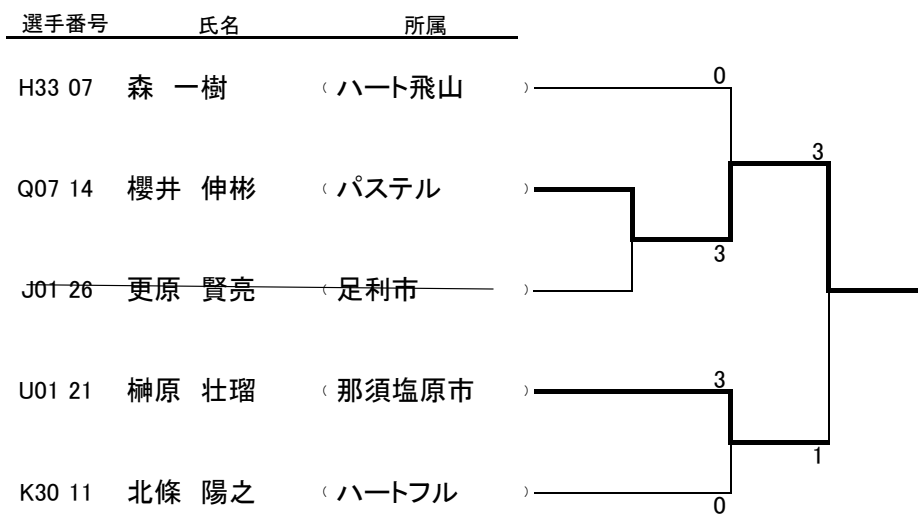 選手番号 氏名 所属
H33 07 森 一樹 ( ハート飛山 ) 0
3
Q07 14 櫻井 伸彬 ( パステル )
3
J01 26 更原 賢亮 ( 足利市 )
U01 21 榊原 壮瑠 ( 那須塩原市 ) 3
1
K30 11 北條 陽之 ( ハートフル ) 0